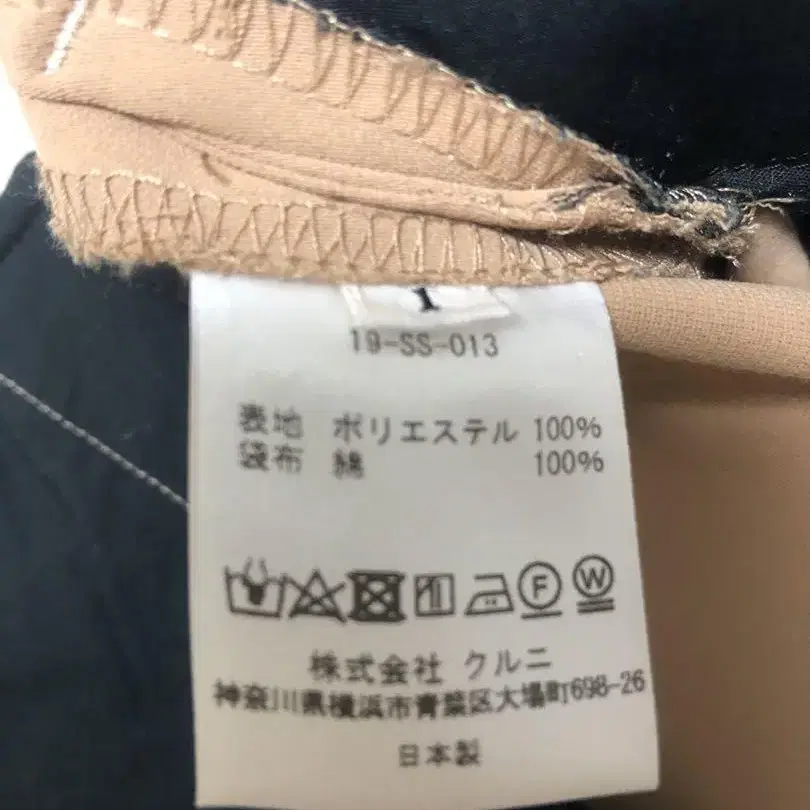 1
19-SS-013
表地 ポリエステル 100%
袋布 綿 100%
F W
株式会社 クルニ
神奈川県横浜市青葉区大場町698-26
日本製